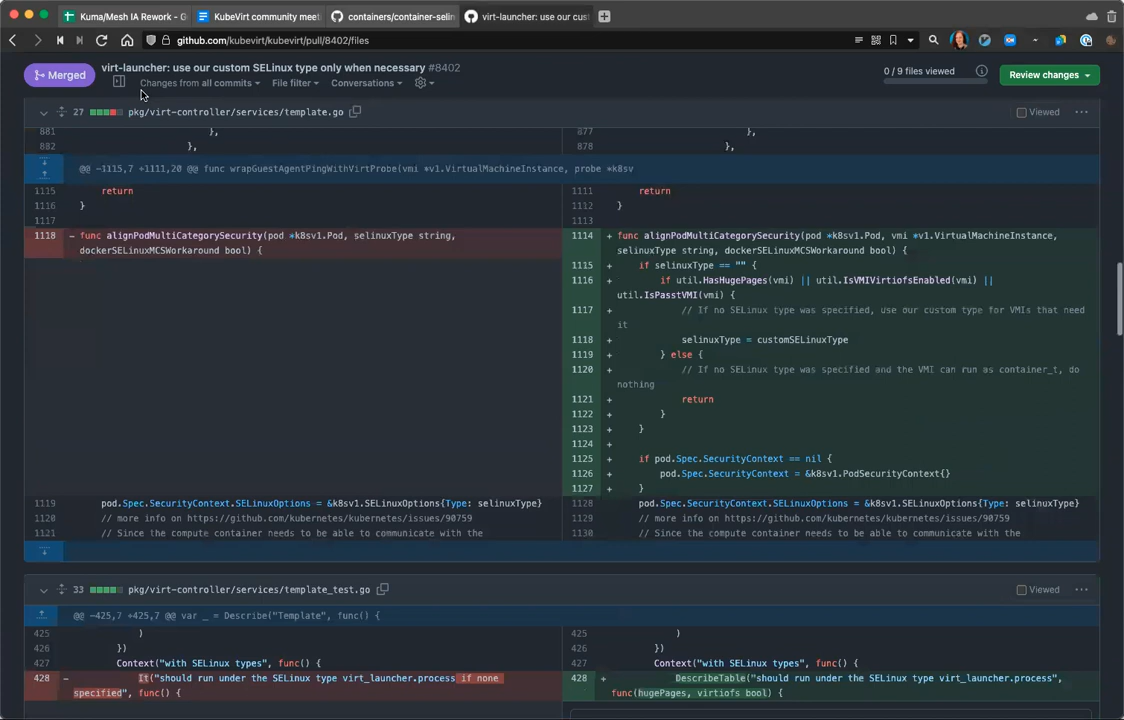 Kuma/Mesh IA Rework - G
KubeVirt community meet
containers/container-selin
virt-launcher: use our cust
github.com/kubevirt/kubevirt/pull/8402/files
Merged
virt-launcher: use our custom SELinux type only when necessary #8402
Changes from all commits
File filter
Conversations
0 / 9 files viewed
Review changes
27 pkg/virt-controller/services/template.go
Viewed
881 },
882 },
877 },
878 },
@@ -1115,7 +1111,20 @@ func wrapGuestAgentPingWithVirtProbe(vmi *v1.VirtualMachineInstance, probe *k8sv
1115 return
1116 }
1117
1118 - func alignPodMultiCategorySecurity(pod *k8sv1.Pod, selinuxType string,
dockerSELinuxMCSWorkaround bool) {
1111 return
1112 }
1113
1114 + func alignPodMultiCategorySecurity(pod *k8sv1.Pod, vmi *v1.VirtualMachineInstance,
selinuxType string, dockerSELinuxMCSWorkaround bool) {
1115 + if selinuxType == "" {
1116 + if util.HasHugePages(vmi) || util.IsVMIVirtiofsEnabled(vmi) ||
util.IsPasstVMI(vmi) {
1117 + // If no SELinux type was specified, use our custom type for VMIs that need
it
1118 + selinuxType = customSELinuxType
1119 + } else {
1120 + // If no SELinux type was specified and the VMI can run as container_t, do
nothing
1121 + return
1122 + }
1123 + }
1124 +
1125 + if pod.Spec.SecurityContext == nil {
1126 + pod.Spec.SecurityContext = &k8sv1.PodSecurityContext{}
1127 + }
1119 pod.Spec.SecurityContext.SELinuxOptions = &k8sv1.SELinuxOptions{Type: selinuxType}
1120 // more info on https://github.com/kubernetes/kubernetes/issues/90759
1121 // Since the compute container needs to be able to communicate with the
1128 pod.Spec.SecurityContext.SELinuxOptions = &k8sv1.SELinuxOptions{Type: selinuxType}
1129 // more info on https://github.com/kubernetes/kubernetes/issues/90759
1130 // Since the compute container needs to be able to communicate with the
33 pkg/virt-controller/services/template_test.go
Viewed
@@ -425,7 +425,7 @@ var _ = Describe("Template", func() {
425 )
426 })
427 Context("with SELinux types", func() {
428 - It("should run under the SELinux type virt_launcher.process if none
specified", func() {
425 )
426 })
427 Context("with SELinux types", func() {
428 + DescribeTable("should run under the SELinux type virt_launcher.process",
func(hugePages, virtiofs bool) {